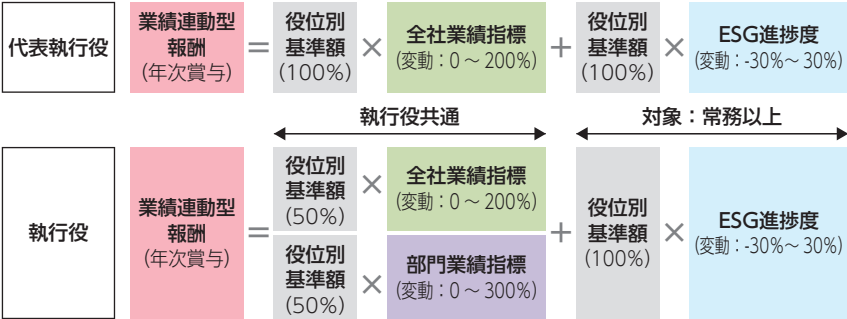 代表執行役
業績連動型
報酬
(年次賞与)
=
役位別
基準額
(100%)
×
全社業績指標
(変動：0～200%)
+
役位別
基準額
(100%)
×
ESG進捗度
(変動：-30%～30%)
執行役共通
対象：常務以上
執行役
業績連動型
報酬
(年次賞与)
=
役位別
基準額
(50%)
×
全社業績指標
(変動：0～200%)
役位別
基準額
(50%)
×
部門業績指標
(変動：0～300%)
+
役位別
基準額
(100%)
×
ESG進捗度
(変動：-30%～30%)